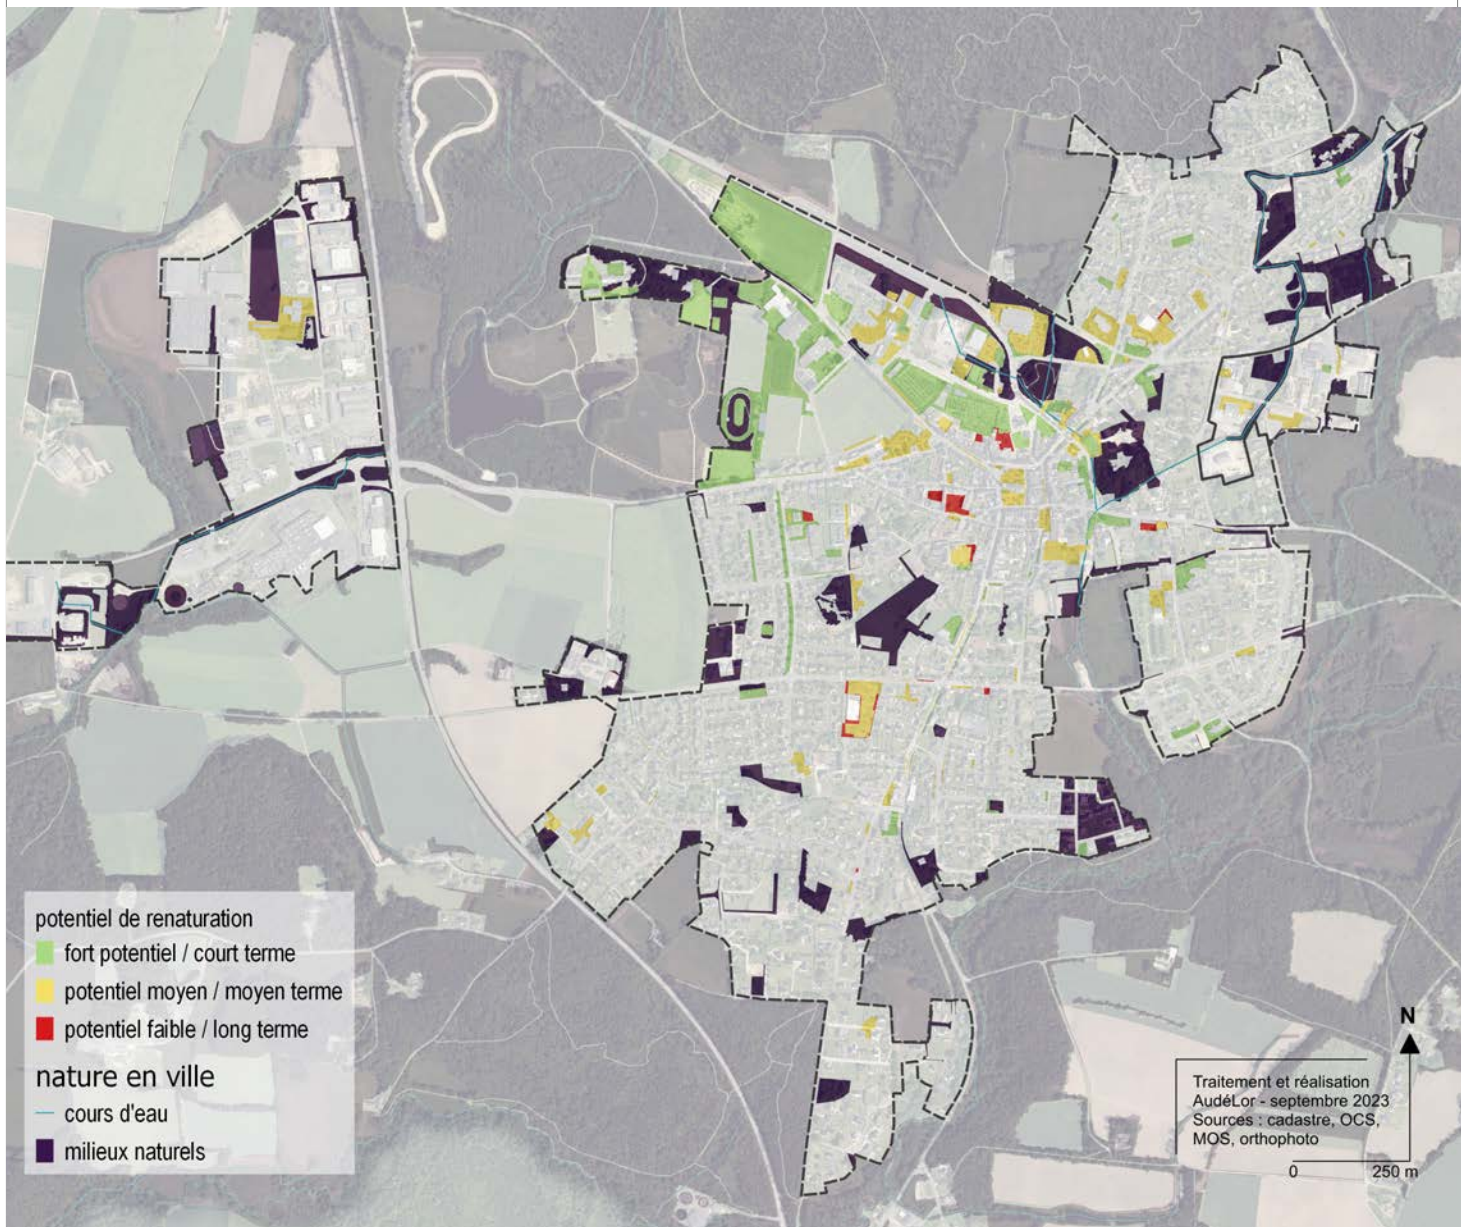 potentiel de renaturation
fort potentiel / court terme
potentiel moyen / moyen terme
potentiel faible / long terme
nature en ville
cours d'eau
milieux naturels
N
Traitement et réalisation
AudéLor - septembre 2023
Sources : cadastre, OCS,
MOS, orthophoto
0 250 m